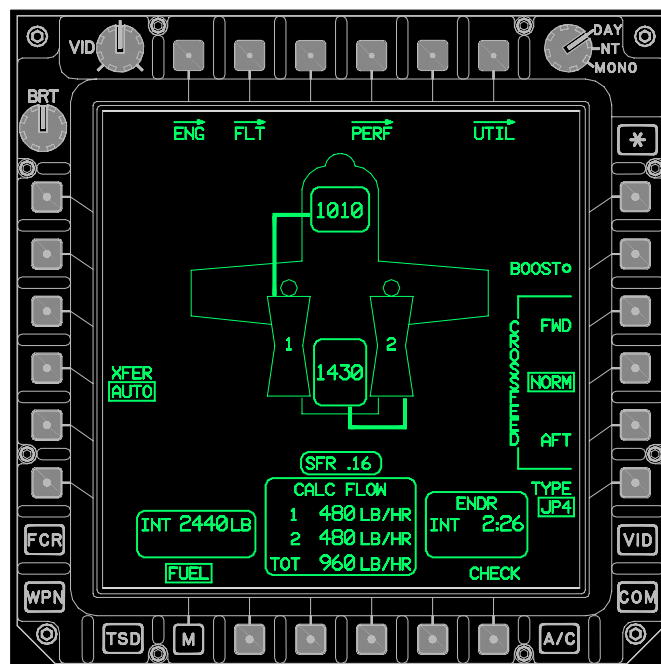 VID
DAY
NT
MONO
BRT
ENG FLT PERF UTIL
*
1010
BOOST
CROSSFEED
FWD
1 2
1430
XFER
AUTO
NORM
AFT
SFR .16
CALC FLOW
1 480 LB/HR
2 480 LB/HR
TOT 960 LB/HR
INT 2440 LB
ENDR
INT 2:26
TYPE
JP4
FUEL
CHECK
FCR
VID
WPN
COM
TSD
M
A/C